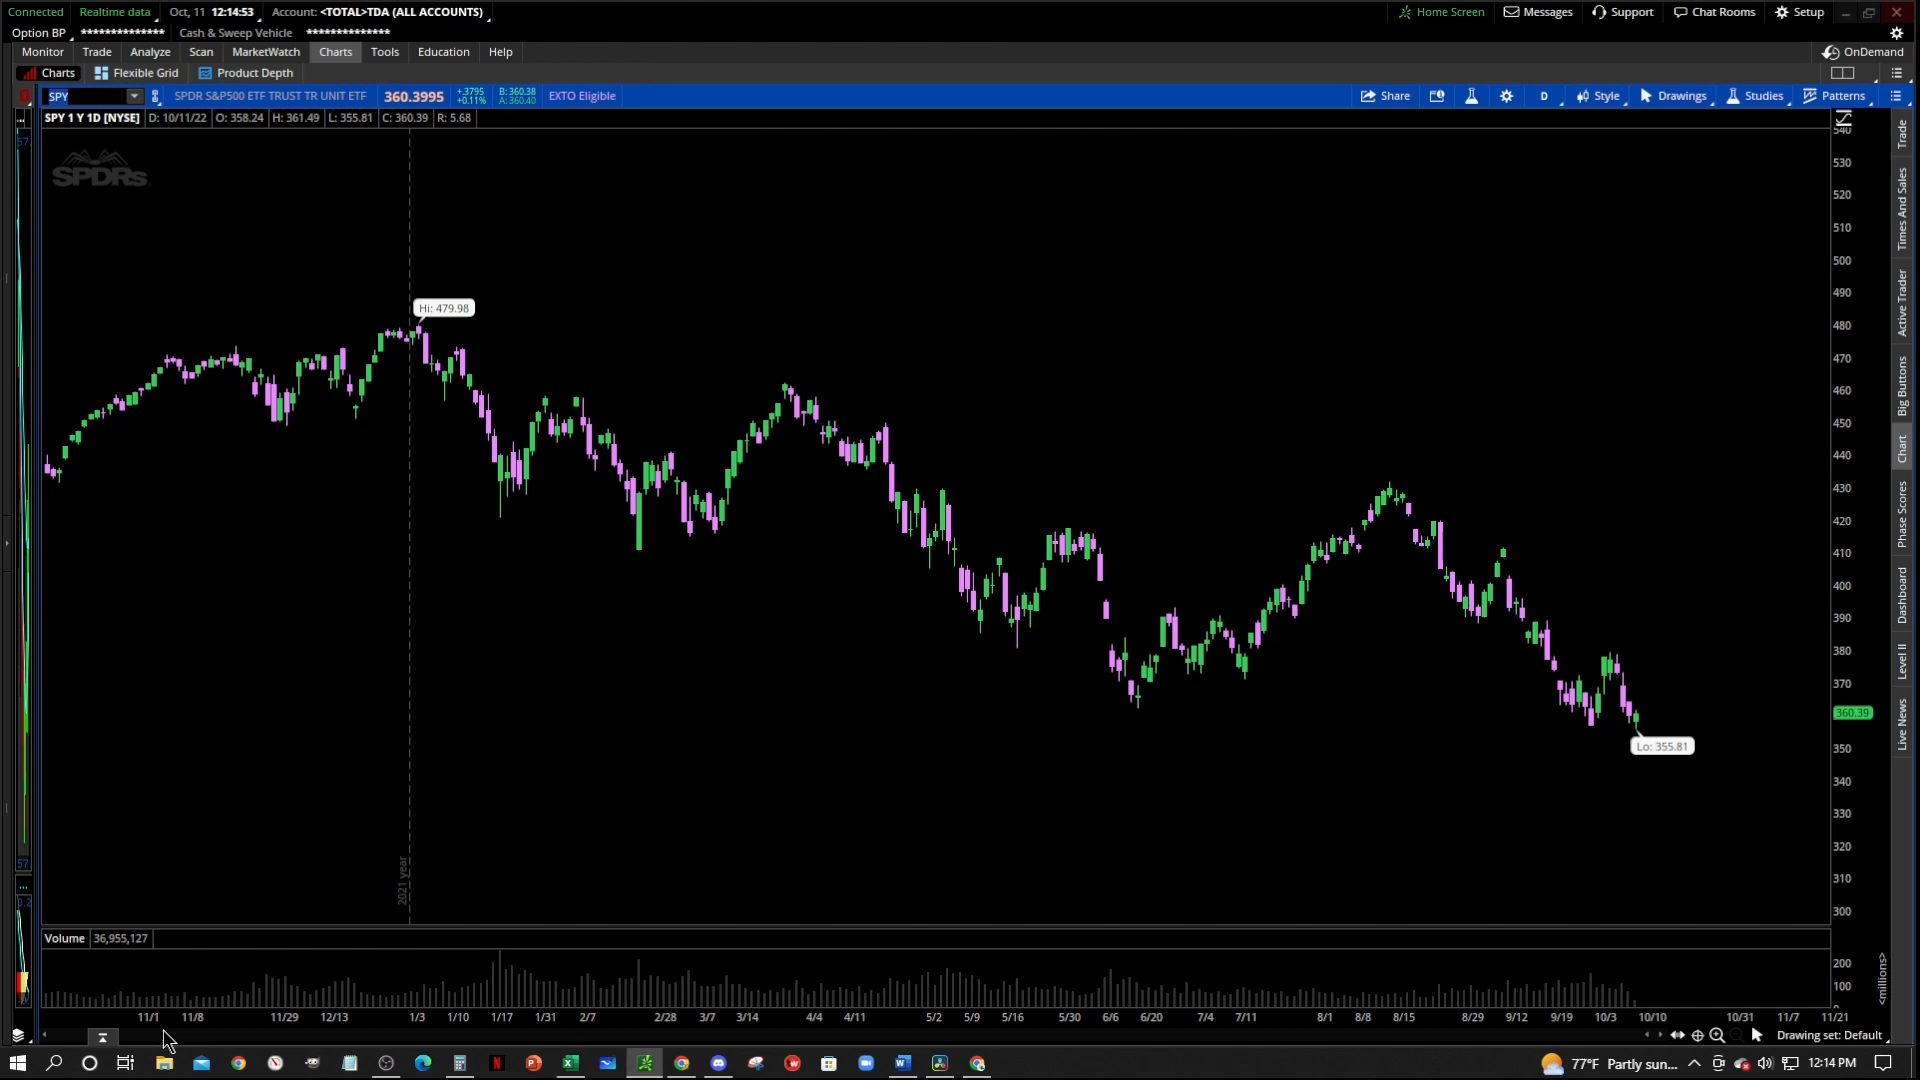 Connected Realtime data Oct, 11 12:14:53 Account: <TOTAL>TDA (ALL ACCOUNTS) Home Screen Messages Support Chat Rooms Setup
Option BP ************** Cash & Sweep Vehicle **************
Monitor Trade Analyze Scan MarketWatch Charts Tools Education Help OnDemand
Charts Flexible Grid Product Depth
SPY SPDR S&P500 ETF TRUST TR UNIT ETF 360.3995 +.3795 +0.11% B: 360.38 A: 360.40 EXTO Eligible Share D Style Drawings Studies Patterns
SPY 1 Y 1D [NYSE] D: 10/11/22 O: 358.24 H: 361.49 L: 355.81 C: 360.39 R: 5.68
SPDRs
Hi: 479.98
Lo: 355.81
540
530
520
510
500
490
480
470
460
450
440
430
420
410
400
390
380
370
360.39
350
340
330
320
310
300
2021 year
Trade
Times And Sales
Active Trader
Big Buttons
Chart
Phase Scores
Dashboard
Level II
Live News
Volume 36,955,127
200
100
<millions>
11/1 11/8 11/29 12/13 1/3 1/10 1/17 1/31 2/7 2/28 3/7 3/14 4/4 4/11 5/2 5/9 5/16 5/30 6/6 6/20 7/4 7/11 8/1 8/8 8/15 8/29 9/12 9/19 10/3 10/10 10/31 11/7 11/21
Drawing set: Default
77°F Partly sun... 12:14 PM